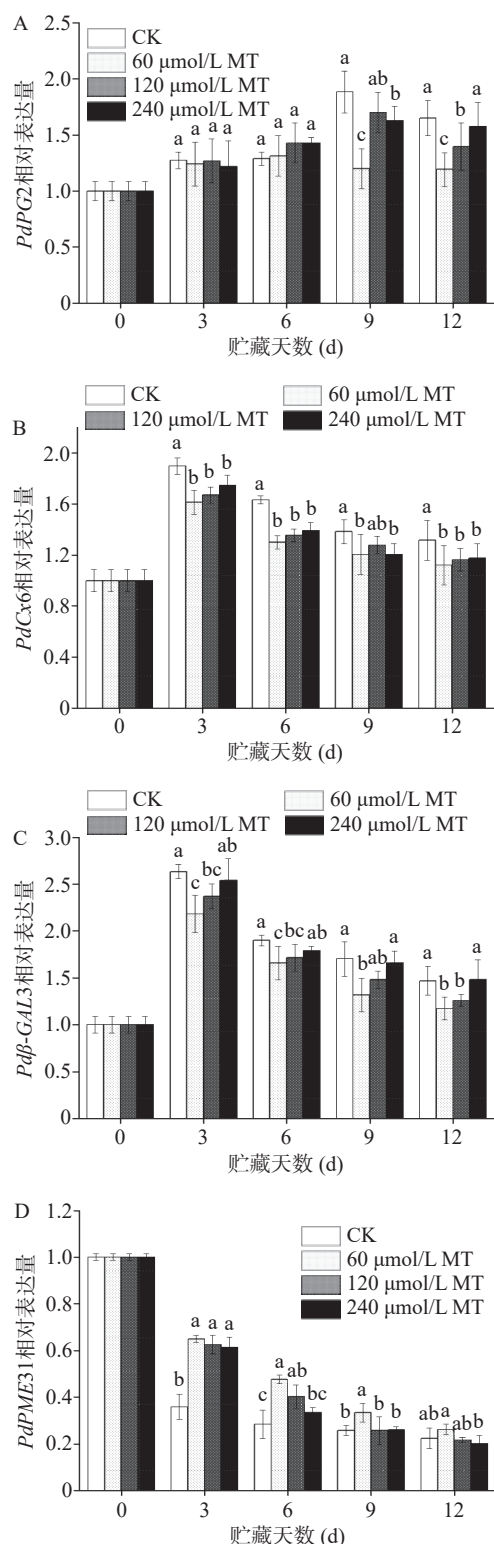 A
CK
60 μmol/L MT
120 μmol/L MT
240 μmol/L MT
PdPG2相对表达量
2.5
2.0
1.5
1.0
0.5
0
a a a a
a a a a
a c ab b
a c b a
0 3 6 9 12
贮藏天数 (d)
CK 60 μmol/L MT
120 μmol/L MT 240 μmol/L MT
B
PdCx6相对表达量
2.0
1.6
1.2
0.4
0
a b b b
a b b b
a b ab b
a b b b
0 3 6 9 12
贮藏天数 (d)
CK 60 μmol/L MT
120 μmol/L MT 240 μmol/L MT
C
Pdβ-GAL3相对表达量
3.0
2.5
2.0
1.5
1.0
0.5
0
a c bc ab
a c bc ab
a b ab a
a b b a
0 3 6 9 12
贮藏天数 (d)
D
CK
60 μmol/L MT
120 μmol/L MT
240 μmol/L MT
PdPME31相对表达量
1.2
1.0
0.6
0.4
0.2
0
b a a a
c a ab bc
b a b b
ab a ab b
0 3 6 9 12
贮藏天数 (d)